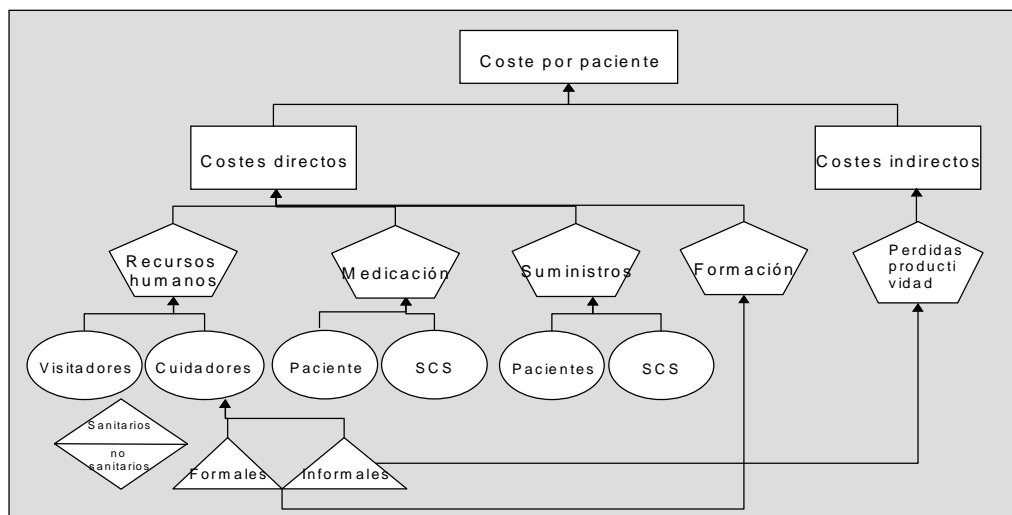 Coste por paciente
Costes directos
Costes indirectos
Recursos
humanos
Medicación
Suministros
Formación
Perdidas
producti
vidad
Visitadores
Cuidadores
Paciente
SCS
Pacientes
SCS
Sanitarios
no
sanitarios
Formales
Informales